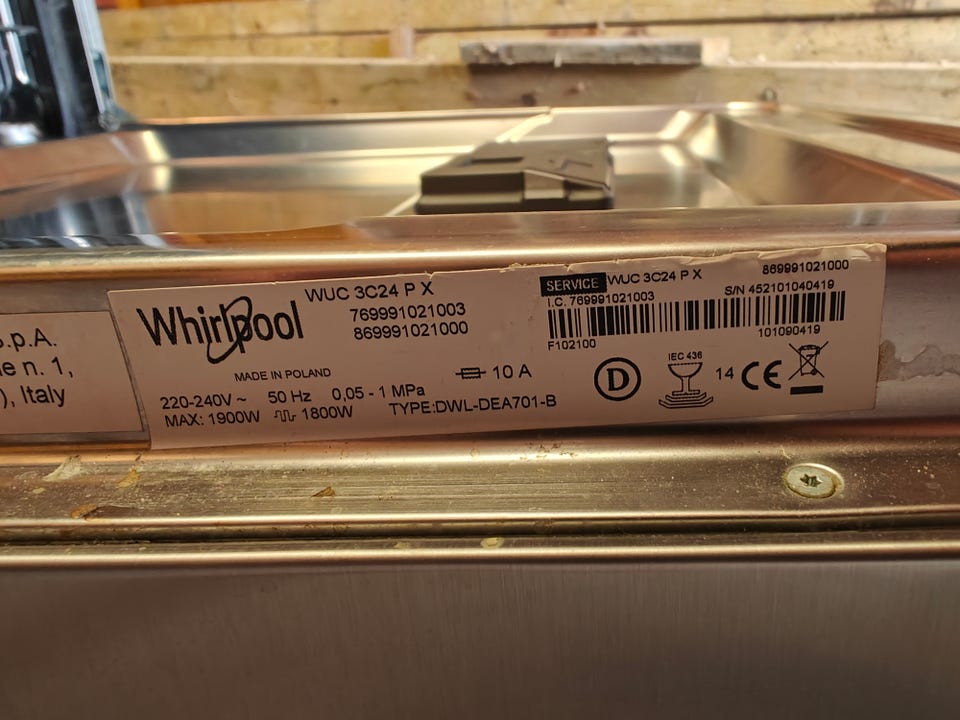 S.p.A.
e n. 1,
), Italy
Whirlpool
WUC 3C24 P X
769991021003
869991021000
MADE IN POLAND
10 A
220-240V ~ 50 Hz 0,05 - 1 MPa
MAX: 1900W 1800W TYPE:DWL-DEA701-B
SERVICE WUC 3C24 P X 869991021000
I.C. 769991021003 S/N 452101040419
F102100 101090419
D
IEC 436
14 CE